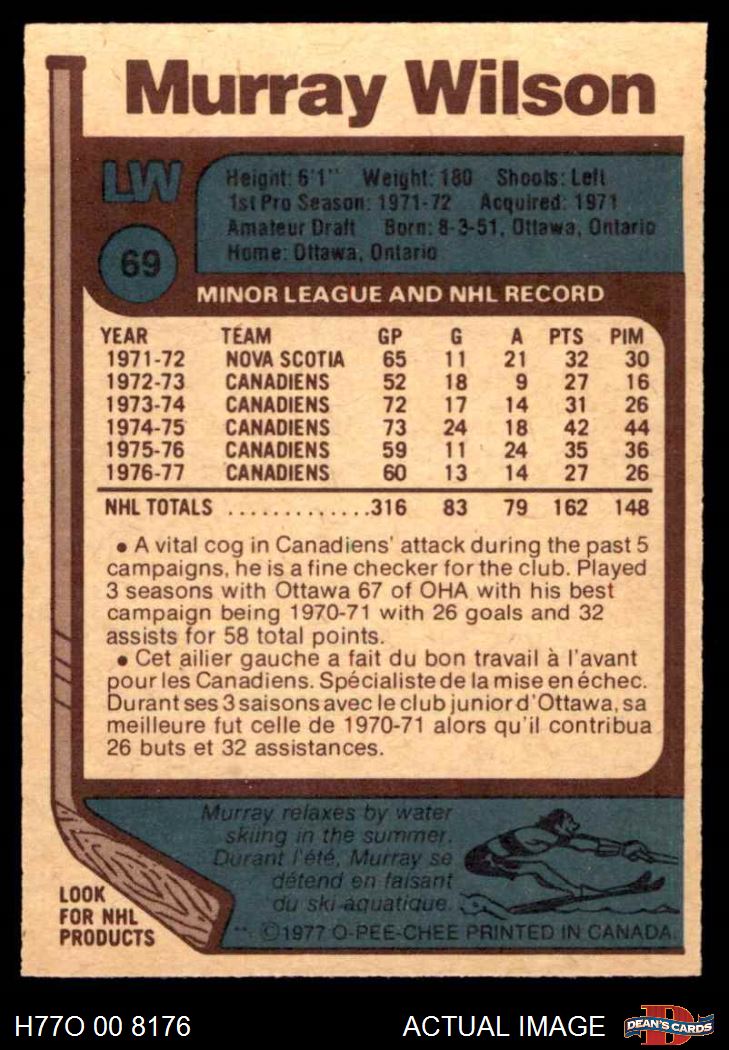 Murray Wilson
LW
Height: 6'1" Weight: 180 Shoots: Left
1st Pro Season: 1971-72 Acquired: 1971
Amateur Draft Born: 8-3-51, Ottawa, Ontario
Home: Ottawa, Ontario
69
MINOR LEAGUE AND NHL RECORD
YEAR TEAM GP G A PTS PIM
1971-72 NOVA SCOTIA 65 11 21 32 30
1972-73 CANADIENS 52 18 9 27 16
1973-74 CANADIENS 72 17 14 31 26
1974-75 CANADIENS 73 24 18 42 44
1975-76 CANADIENS 59 11 24 35 36
1976-77 CANADIENS 60 13 14 27 26
NHL TOTALS .............316 83 79 162 148
• A vital cog in Canadiens' attack during the past 5
campaigns, he is a fine checker for the club. Played
3 seasons with Ottawa 67 of OHA with his best
campaign being 1970-71 with 26 goals and 32
assists for 58 total points.
• Cet ailier gauche a fait du bon travail à l'avant
pour les Canadiens. Spécialiste de la mise en échec.
Durant ses 3 saisons avec le club junior d'Ottawa, sa
meilleure fut celle de 1970-71 alors qu'il contribua
26 buts et 32 assistances.
Murray relaxes by water
skiing in the summer.
Durant l'été, Murray se
détend en faisant
du ski aquatique.
LOOK
FOR NHL
PRODUCTS
**: ©1977 O-PEE-CHEE PRINTED IN CANADA.
H77O 00 8176
ACTUAL IMAGE
D
DEAN'S CARDS